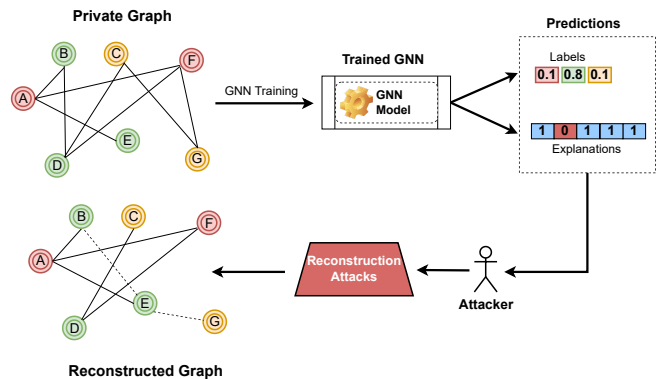 Private Graph
B
C
F
A
D
E
G
GNN Training
Trained GNN
GNN
Model
Predictions
Labels
0.1 0.8 0.1
1 0 1 1 1
Explanations
B
C
F
A
E
D
G
Reconstruction
Attacks
Attacker
Reconstructed Graph